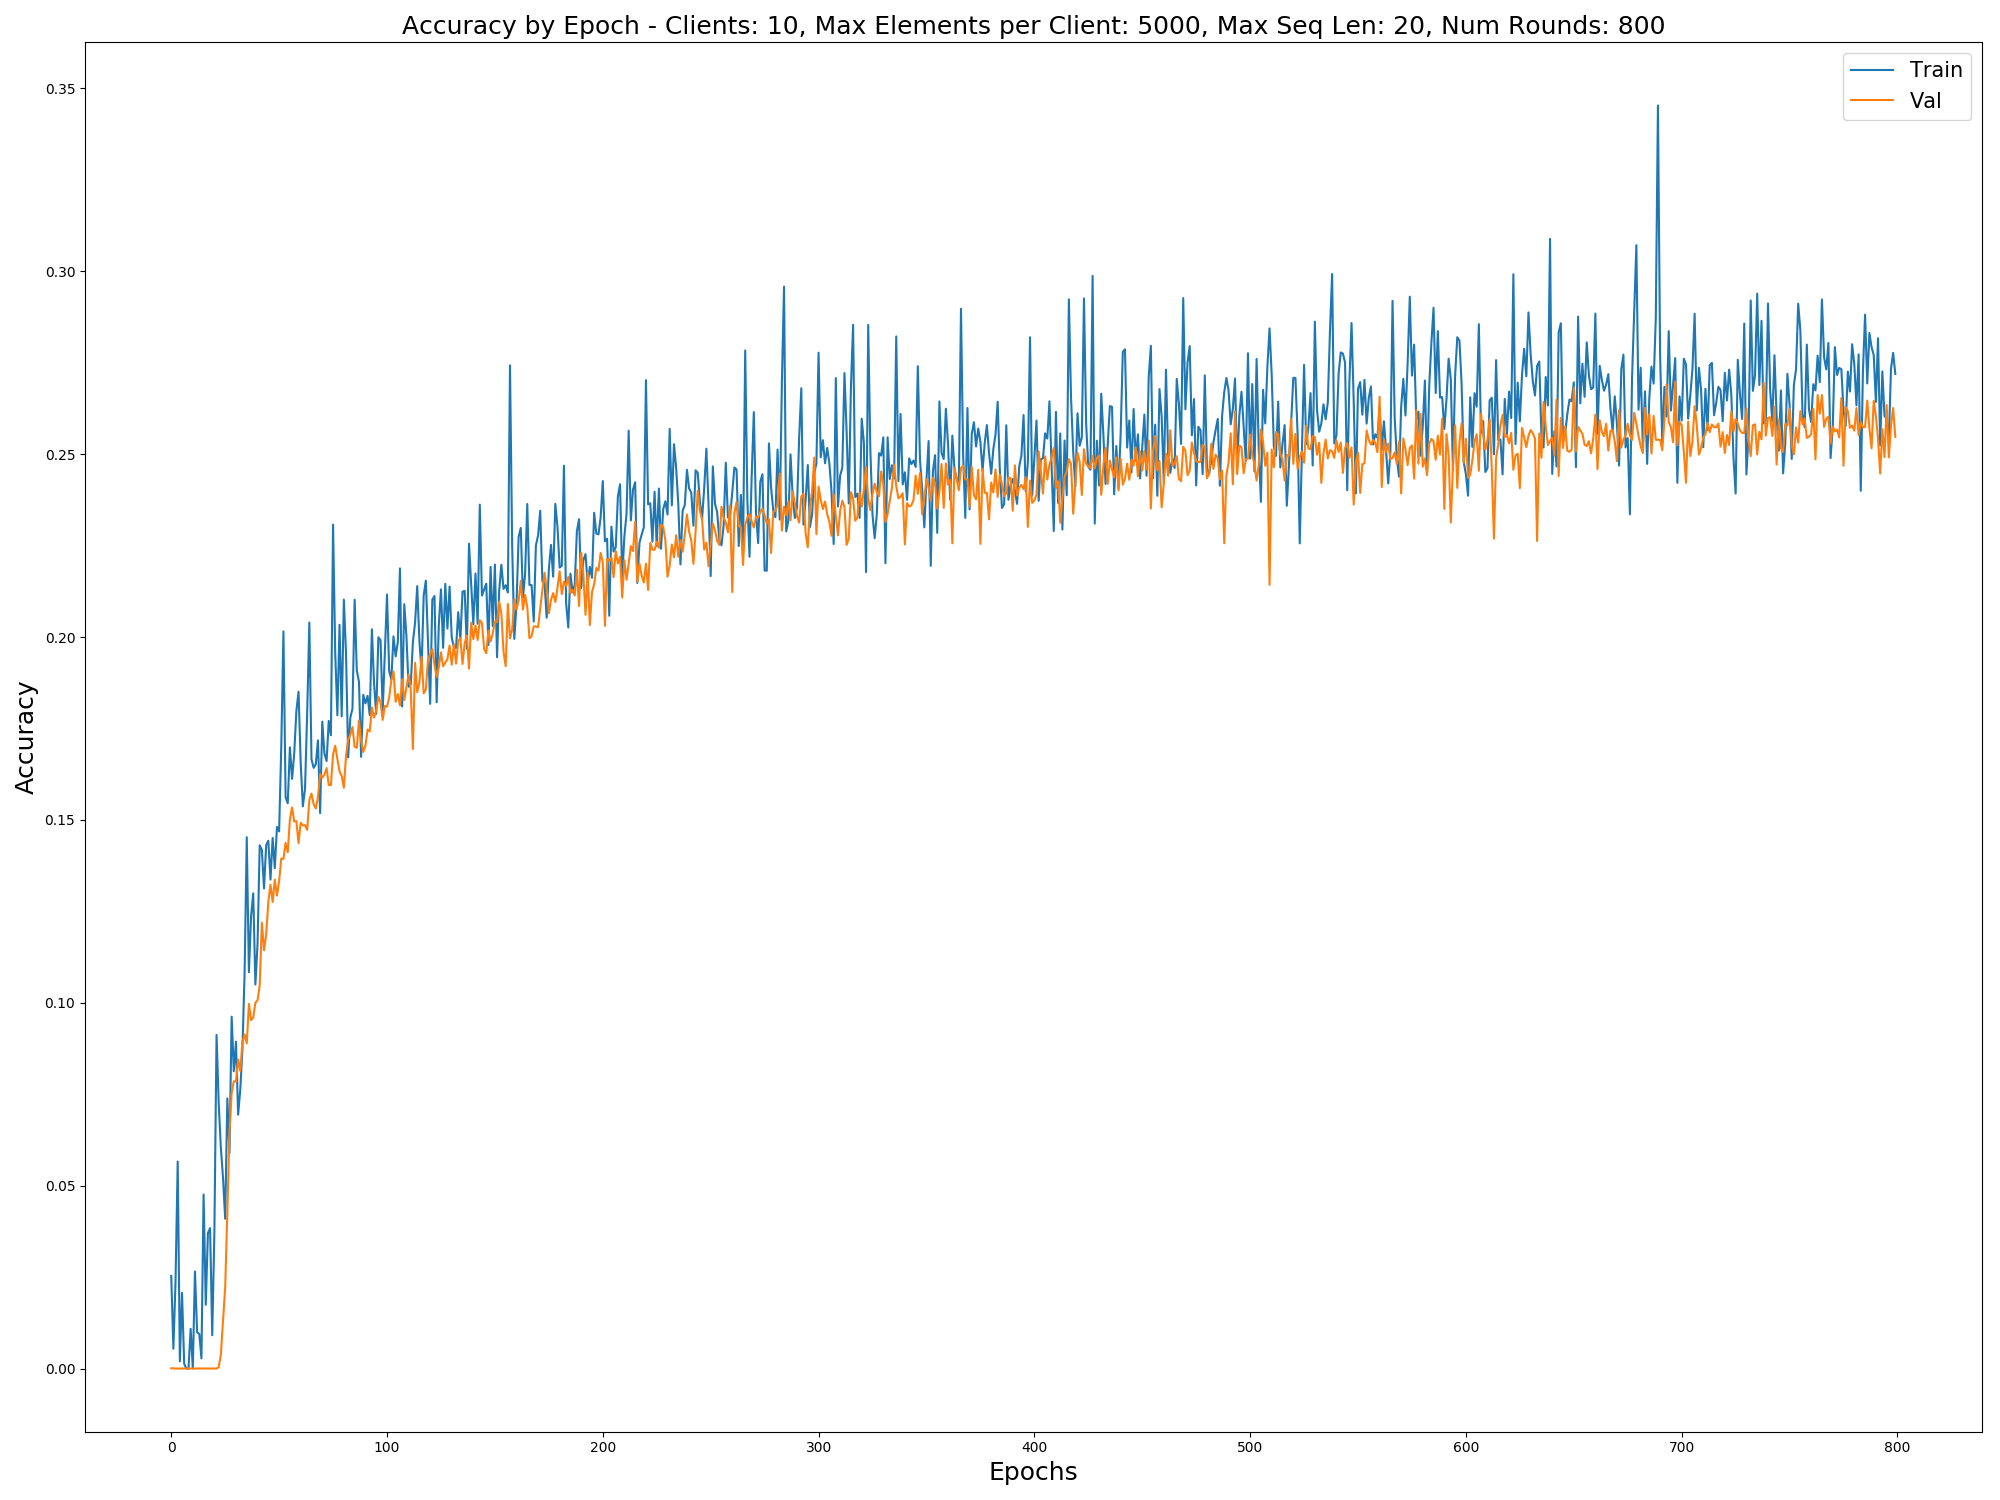 Accuracy by Epoch - Clients: 10, Max Elements per Client: 5000, Max Seq Len: 20, Num Rounds: 800
Train
Val
0.35
0.30
0.25
0.20
0.15
0.10
0.05
0.00
Accuracy
0 100 200 300 400 500 600 700 800
Epochs